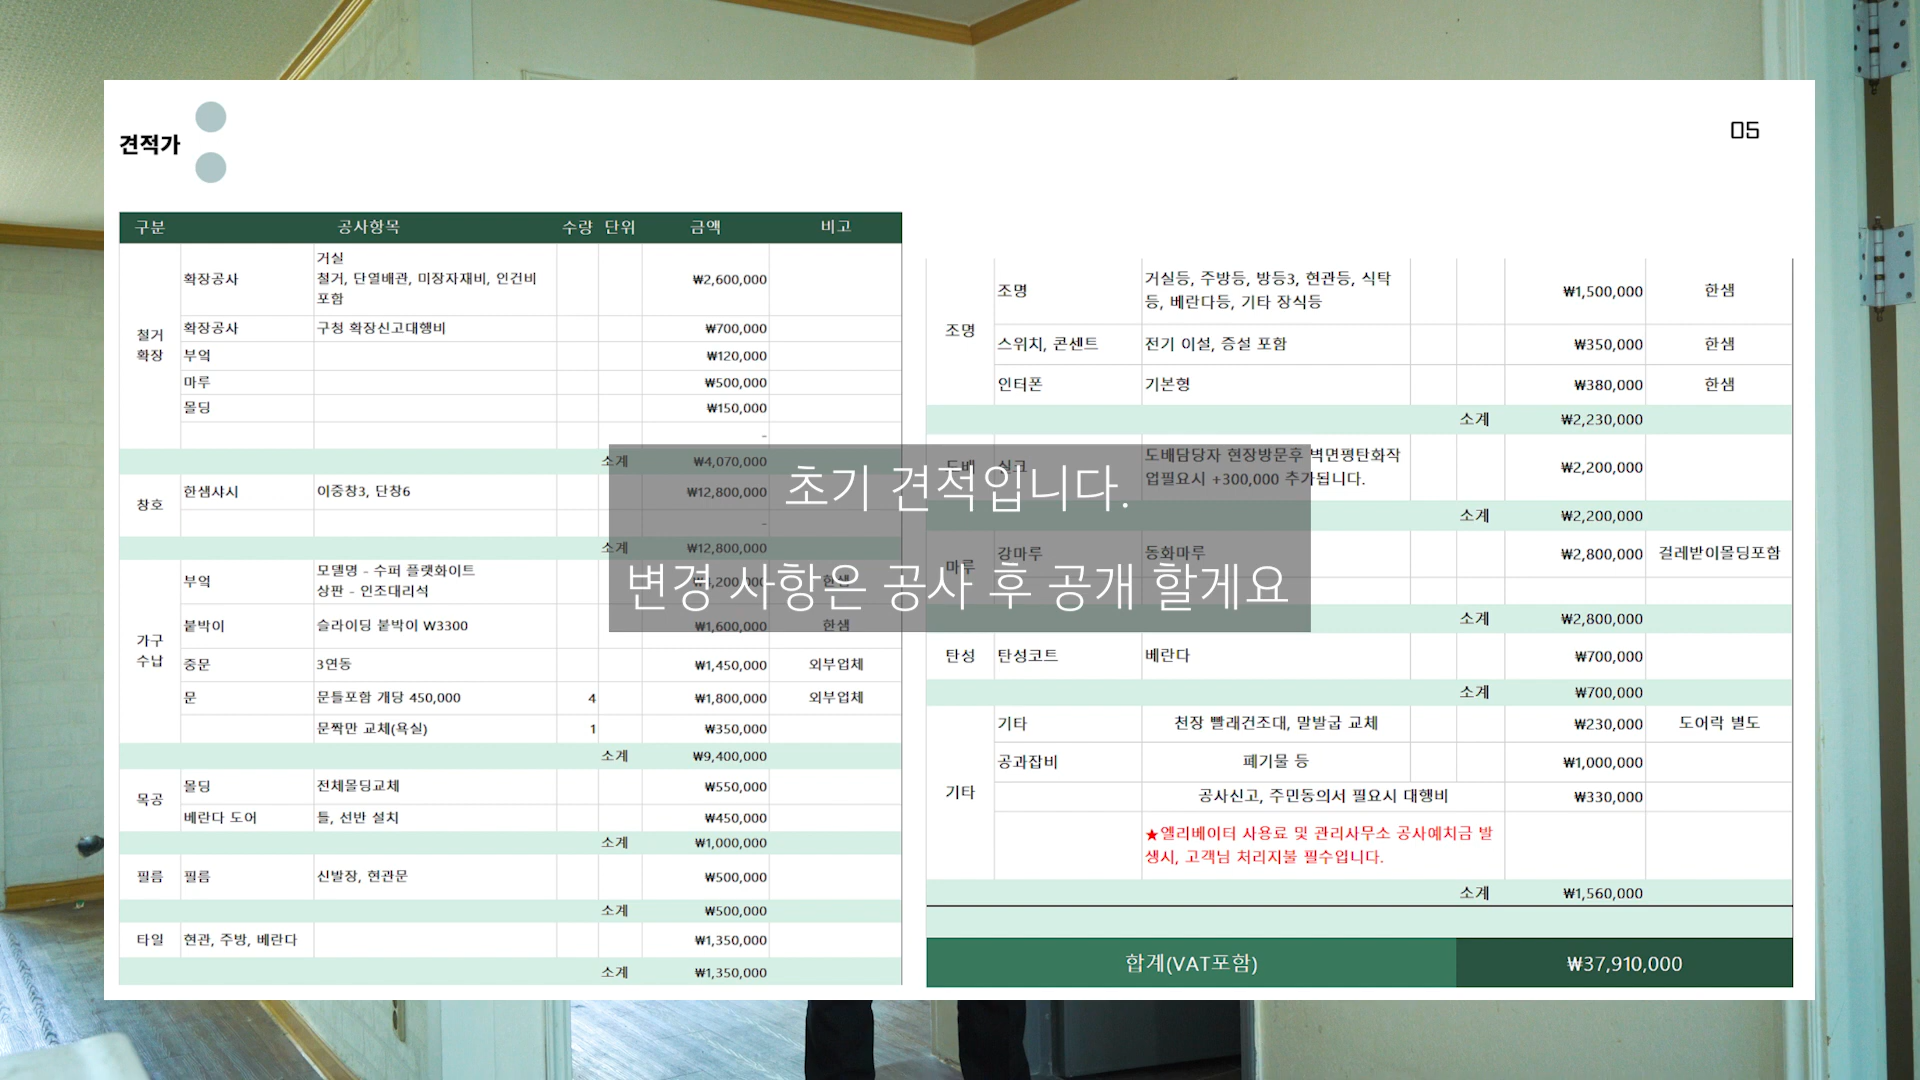 견적가
05
구분 공사항목 수량 단위 금액 비고
철거 확장
확장공사 거실 철거, 단열배관, 미장자재비, 인건비 포함 ₩2,600,000
확장공사 구청 확장신고대행비 ₩700,000
부엌 ₩120,000
마루 ₩500,000
몰딩 ₩150,000
-
소계 ₩4,070,000
창호
한샘샤시 이중창3, 단창6 ₩12,800,000
-
소계 ₩12,800,000
가구 수납
부엌 모델명 - 수퍼 플랫화이트 상판 - 인조대리석 ₩4,200,000 한샘
붙박이 슬라이딩 붙박이 W3300 ₩1,600,000 한샘
중문 3연동 ₩1,450,000 외부업체
문 문틀포함 개당 450,000 4 ₩1,800,000 외부업체
문짝만 교체(욕실) 1 ₩350,000
소계 ₩9,400,000
목공
몰딩 전체몰딩교체 ₩550,000
베란다 도어 틀, 선반 설치 ₩450,000
소계 ₩1,000,000
필름 필름 신발장, 현관문 ₩500,000
소계 ₩500,000
타일 현관, 주방, 베란다 ₩1,350,000
소계 ₩1,350,000
조명
조명 거실등, 주방등, 방등3, 현관등, 식탁등, 베란다등, 기타 장식등 ₩1,500,000 한샘
스위치, 콘센트 전기 이설, 증설 포함 ₩350,000 한샘
인터폰 기본형 ₩380,000 한샘
소계 ₩2,230,000
도배 실크 도배담당자 현장방문후 벽면평탄화작업필요시 +300,000 추가됩니다. ₩2,200,000
소계 ₩2,200,000
마루 강마루 동화마루 ₩2,800,000 걸레받이몰딩포함
소계 ₩2,800,000
탄성 탄성코트 베란다 ₩700,000
소계 ₩700,000
기타
기타 천장 빨래건조대, 말발굽 교체 ₩230,000 도어락 별도
공과잡비 폐기물 등 ₩1,000,000
공사신고, 주민동의서 필요시 대행비 ₩330,000
★엘리베이터 사용료 및 관리사무소 공사예치금 발
생시, 고객님 처리지불 필수입니다.
소계 ₩1,560,000
합계(VAT포함) ₩37,910,000
초기 견적입니다.
변경 사항은 공사 후 공개 할게요